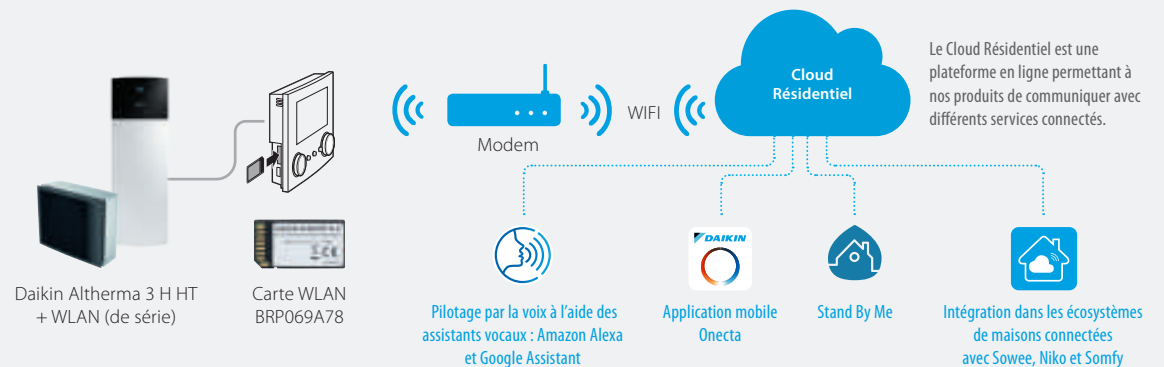 Cloud
Résidentiel
Le Cloud Résidentiel est une
plateforme en ligne permettant à
nos produits de communiquer avec
différents services connectés.
WIFI
Modem
DAIKIN
Daikin Altherma 3 H HT
+ WLAN (de série)
Carte WLAN
BRP069A78
Pilotage par la voix à l'aide des
assistants vocaux : Amazon Alexa
et Google Assistant
Application mobile
Onecta
Stand By Me
Intégration dans les écosystèmes
de maisons connectées
avec Sowee, Niko et Somfy